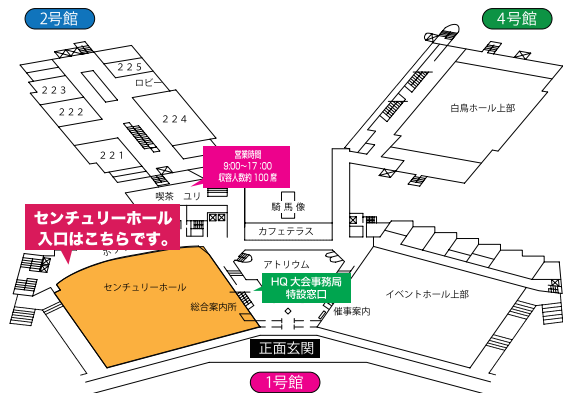 2号館
4号館
225
ロビー
223
222
224
221
白鳥ホール上部
営業時間
9:00～17:00
収容人数約100席
喫茶 ユリ
騎馬像
カフェテラス
センチュリーホール
入口はこちらです。
アトリウム
HQ 大会事務局
特設窓口
センチュリーホール
総合案内所
イベントホール上部
催事案内
正面玄関
1号館